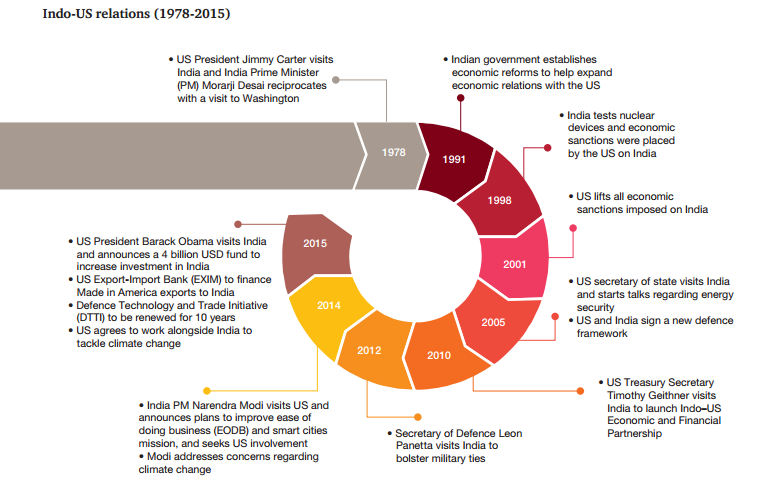 Indo-US relations (1978-2015)
• US President Jimmy Carter visits
India and India Prime Minister
(PM) Morarji Desai reciprocates
with a visit to Washington
• Indian government establishes
economic reforms to help expand
economic relations with the US
• India tests nuclear
devices and economic
sanctions were placed
by the US on India
• US lifts all economic
sanctions imposed on India
• US secretary of state visits India
and starts talks regarding energy
security
• US and India sign a new defence
framework
• US Treasury Secretary
Timothy Geithner visits
India to launch Indo–US
Economic and Financial
Partnership
• Secretary of Defence Leon
Panetta visits India to
bolster military ties
• India PM Narendra Modi visits US and
announces plans to improve ease of
doing business (EODB) and smart cities
mission, and seeks US involvement
• Modi addresses concerns regarding
climate change
• US President Barack Obama visits India
and announces a 4 billion USD fund to
increase investment in India
• US Export-Import Bank (EXIM) to finance
Made in America exports to India
• Defence Technology and Trade Initiative
(DTTI) to be renewed for 10 years
• US agrees to work alongside India to
tackle climate change
1978
1991
1998
2001
2005
2010
2012
2014
2015